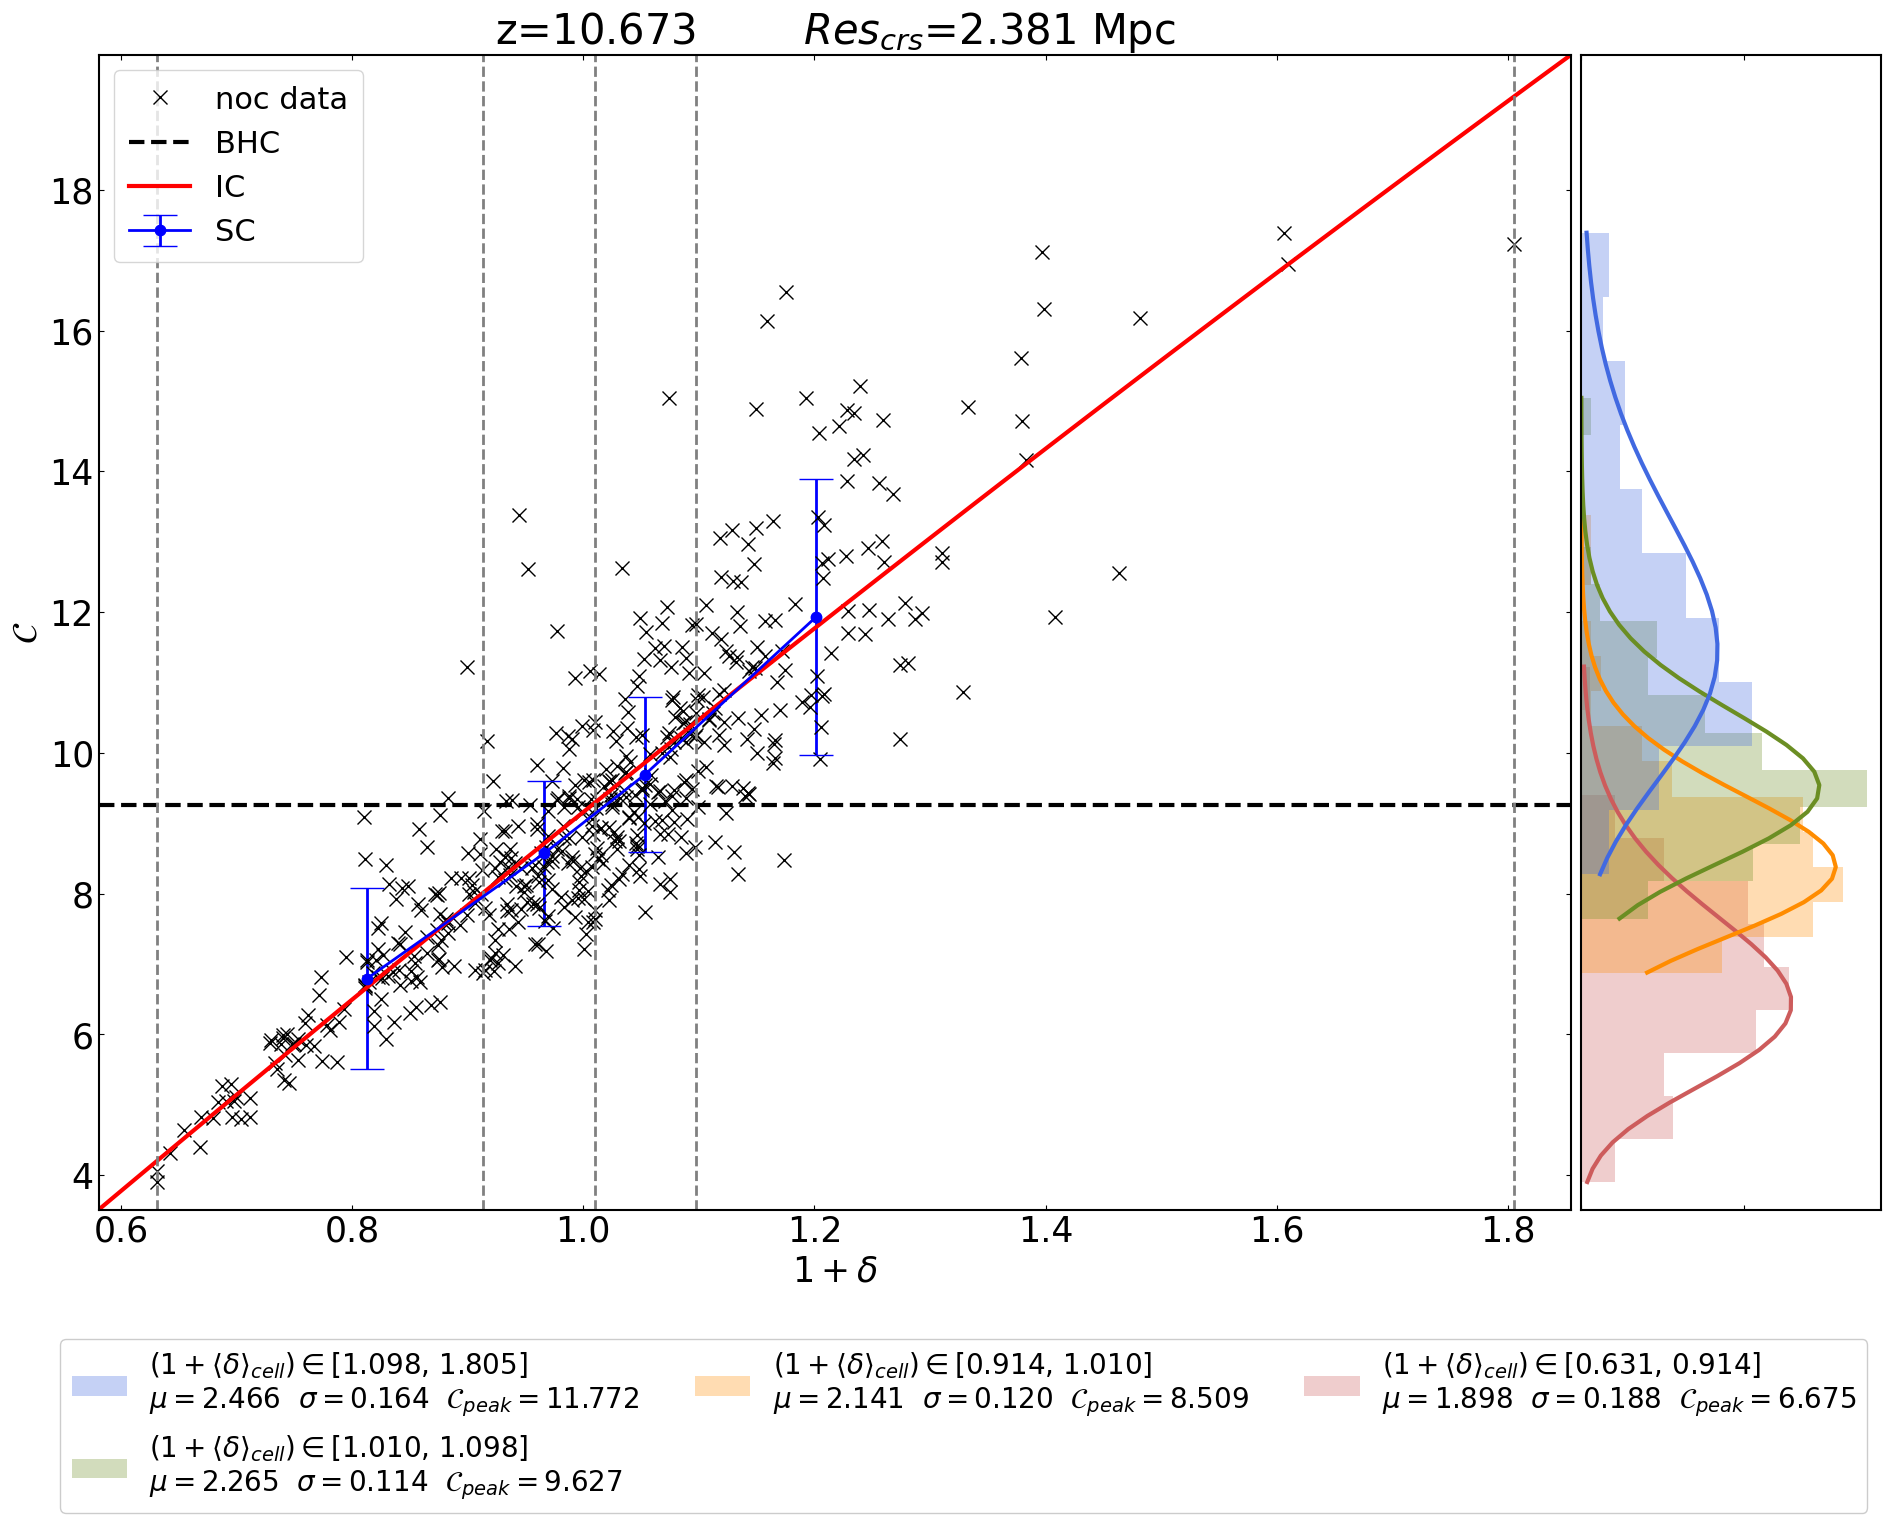 z=10.673 Res_crs=2.381 Mpc
noc data
BHC
IC
SC
𝒞
18
16
14
12
10
8
6
4
0.6 0.8 1.0 1.2 1.4 1.6 1.8
1 + δ
(1 + ⟨δ⟩_cell) ∈ [1.098, 1.805]
μ = 2.466 σ = 0.164 𝒞_peak = 11.772
(1 + ⟨δ⟩_cell) ∈ [1.010, 1.098]
μ = 2.265 σ = 0.114 𝒞_peak = 9.627
(1 + ⟨δ⟩_cell) ∈ [0.914, 1.010]
μ = 2.141 σ = 0.120 𝒞_peak = 8.509
(1 + ⟨δ⟩_cell) ∈ [0.631, 0.914]
μ = 1.898 σ = 0.188 𝒞_peak = 6.675